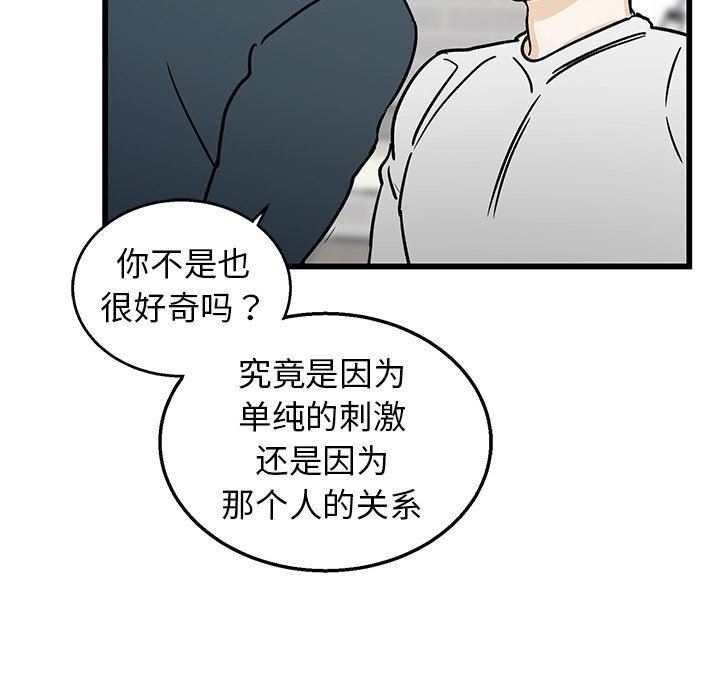 你不是也
很好奇吗？
究竟是因为
单纯的刺激
还是因为
那个人的关系